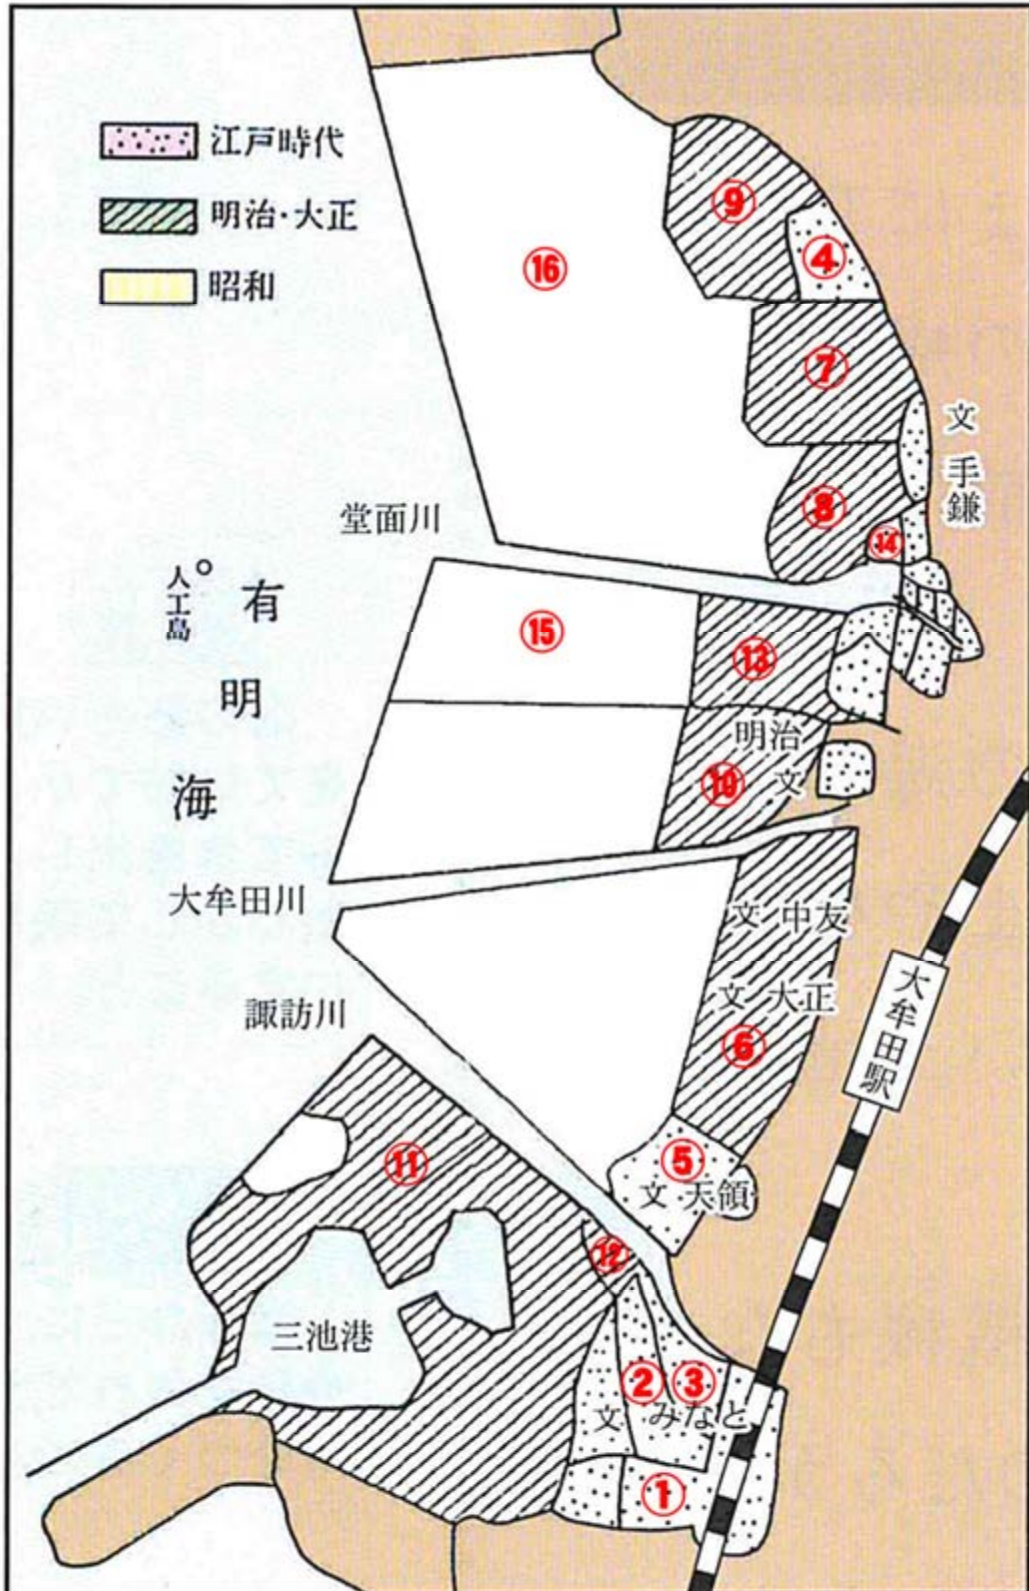 江戸時代
明治・大正
昭和
⑨
④
⑯
⑦
文 手鎌
⑧
⑭
堂面川
人工島
有明海
⑮
⑬
明治
文
⑩
大牟田川
文 中友
文 大正
⑥
大牟田駅
諏訪川
⑪
⑤
文 天領
⑫
三池港
②
③
文 みなと
①